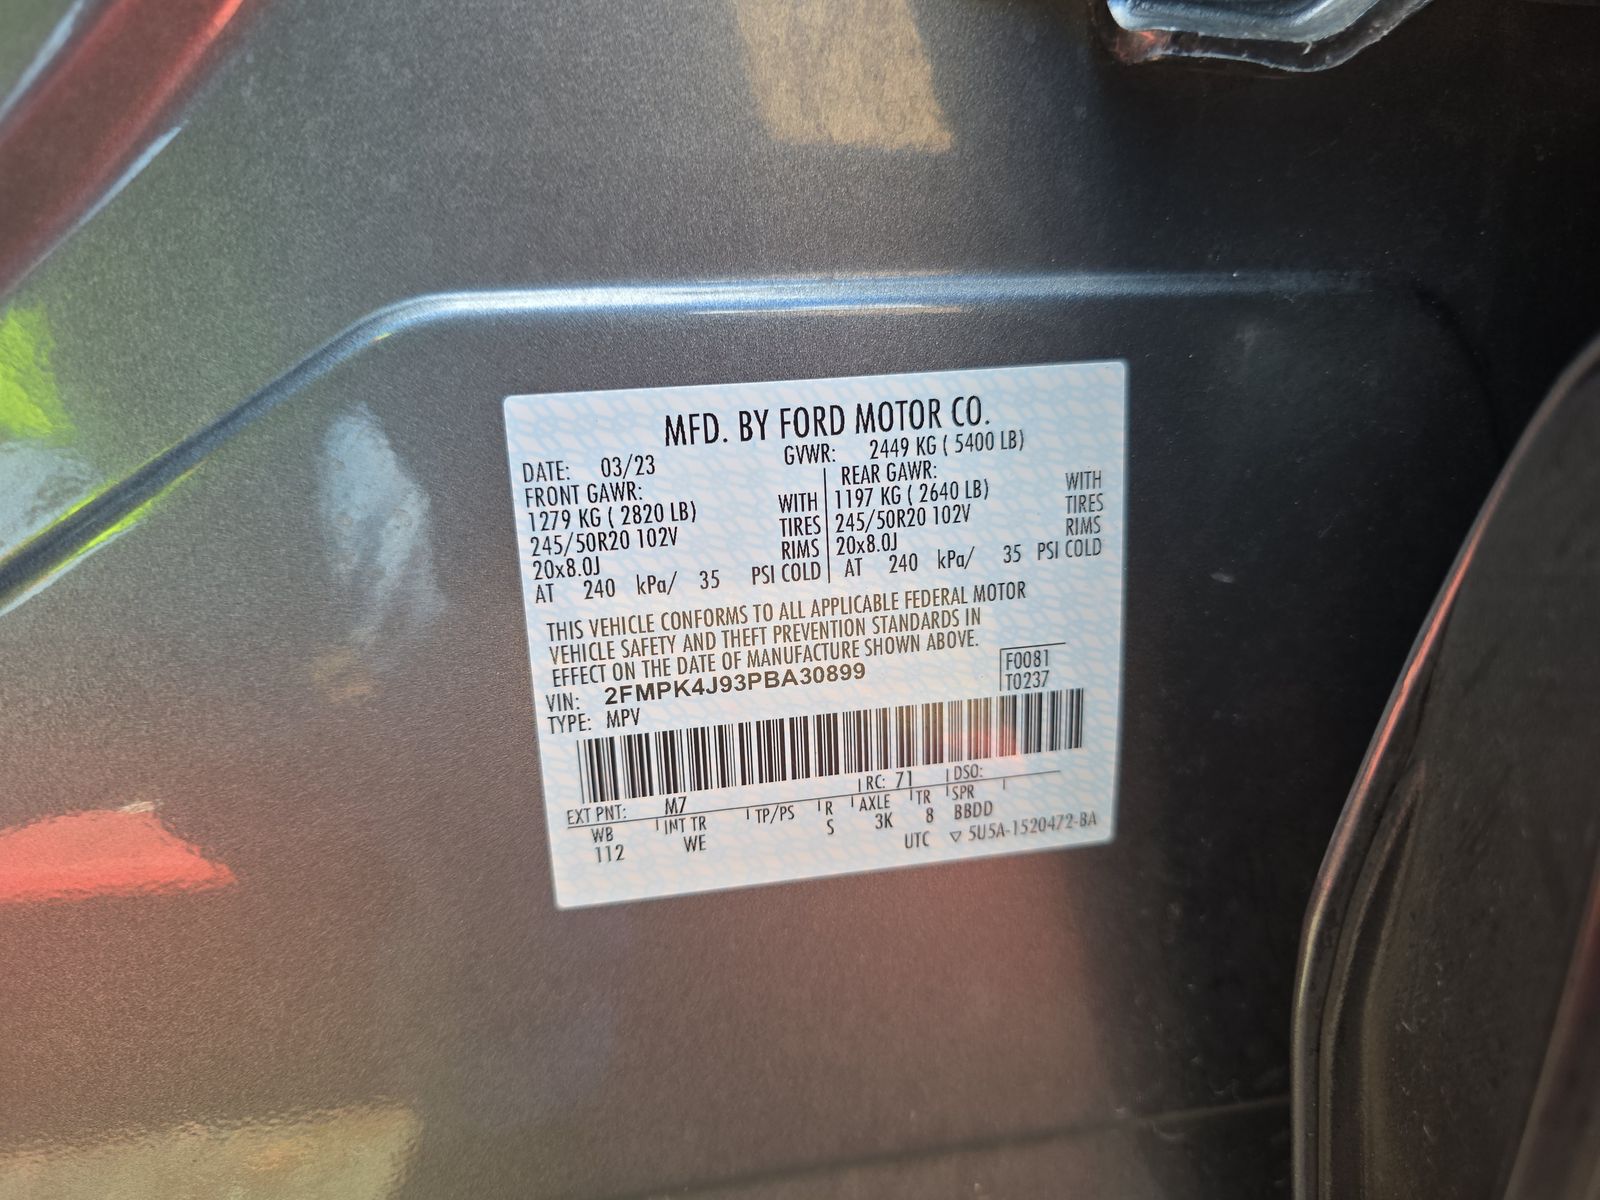 MFD. BY FORD MOTOR CO.
DATE: 03/23 GVWR: 2449 KG ( 5400 LB)
FRONT GAWR: REAR GAWR:
1279 KG ( 2820 LB) WITH 1197 KG ( 2640 LB) WITH
245/50R20 102V TIRES 245/50R20 102V TIRES
20x8.0J RIMS 20x8.0J RIMS
AT 240 kPa/ 35 PSI COLD AT 240 kPa/ 35 PSI COLD
THIS VEHICLE CONFORMS TO ALL APPLICABLE FEDERAL MOTOR
VEHICLE SAFETY AND THEFT PREVENTION STANDARDS IN
EFFECT ON THE DATE OF MANUFACTURE SHOWN ABOVE.
VIN: 2FMPK4J93PBA30899 F0081
TYPE: MPV T0237
EXT PNT: M7 RC: 71 DSO:
WB INT TR TP/PS R AXLE TR SPR
112 WE S 3K 8 BBDD
UTC ▽ 5U5A-1520472-BA